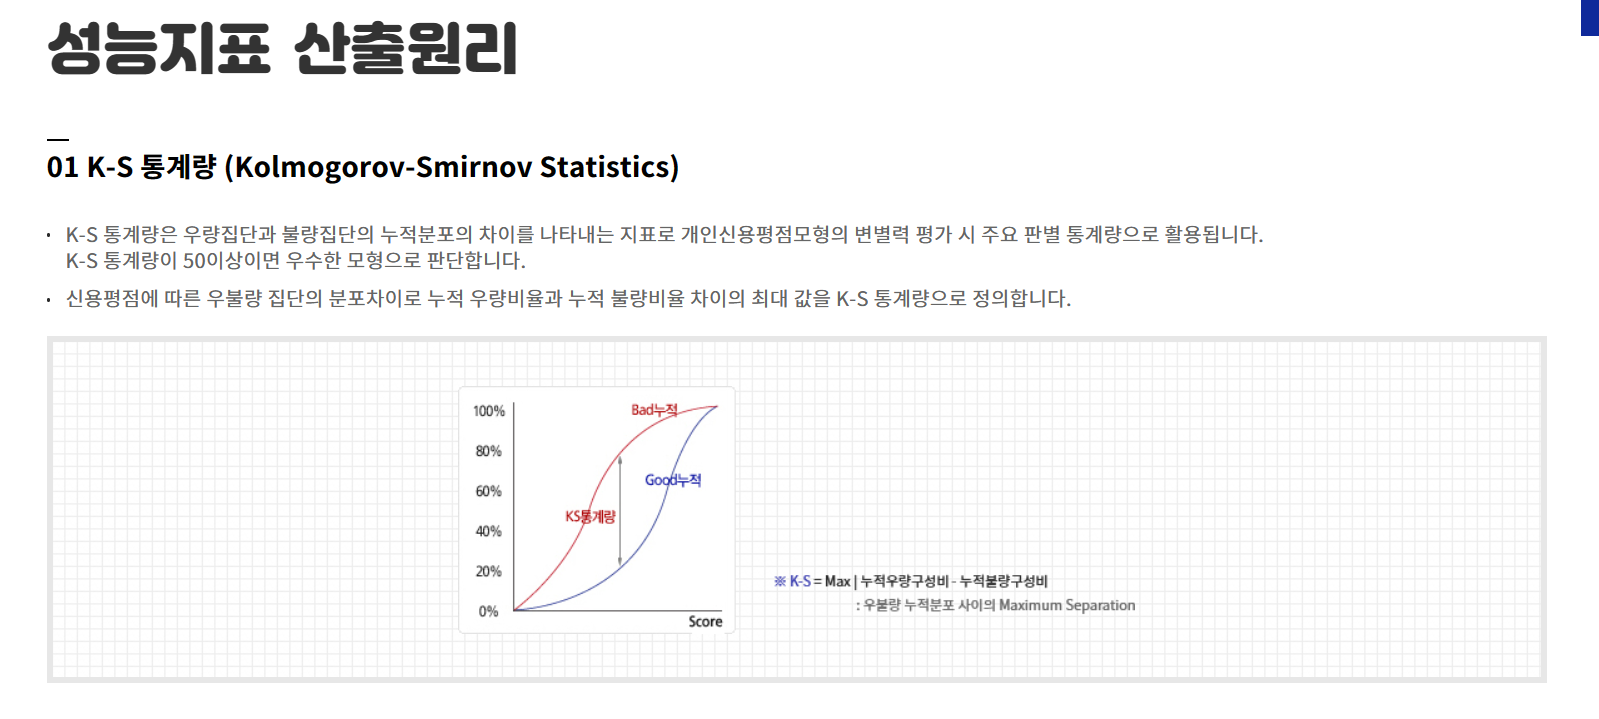 성능지표 산출원리
01 K-S 통계량 (Kolmogorov-Smirnov Statistics)
· K-S 통계량은 우량집단과 불량집단의 누적분포의 차이를 나타내는 지표로 개인신용평점모형의 변별력 평가 시 주요 판별 통계량으로 활용됩니다.
K-S 통계량이 50이상이면 우수한 모형으로 판단합니다.
· 신용평점에 따른 우불량 집단의 분포차이로 누적 우량비율과 누적 불량비율 차이의 최대 값을 K-S 통계량으로 정의합니다.
100%
Bad누적
80%
Good누적
60%
KS통계량
40%
20%
0%
Score
※ K-S = Max | 누적우량구성비 - 누적불량구성비
: 우불량 누적분포 사이의 Maximum Separation